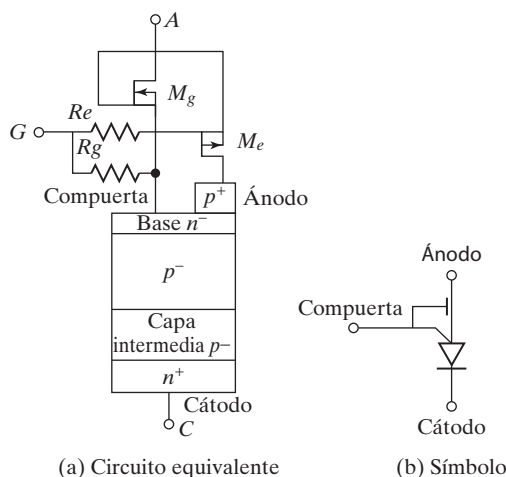 A
M_g
Re
G
Rg
M_e
Compuerta
p⁺
Ánodo
Base n⁻
p⁻
Capa
intermedia p–
n⁺
Cátodo
C
(a) Circuito equivalente
Ánodo
Compuerta
Cátodo
(b) Símbolo